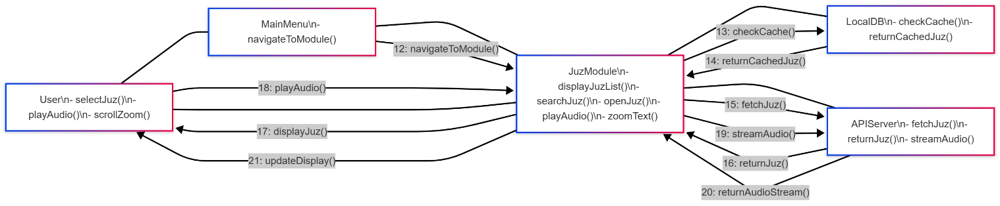 MainMenu\n-
navigateToModule()
LocalDB\n- checkCache()\n-
returnCachedJuz()
13: checkCache()
12: navigateToModule()
14: returnCachedJuz()
JuzModule\n-
displayJuzList()\n-
searchJuz()\n- openJuz()\n-
playAudio()\n- zoomText()
18: playAudio()
User\n- selectJuz()\n-
playAudio()\n- scrollZoom()
15: fetchJuz()
APIServer\n- fetchJuz()\n-
returnJuz()\n- streamAudio()
17: displayJuz()
19: streamAudio()
21: updateDisplay()
16: returnJuz()
20: returnAudioStream()